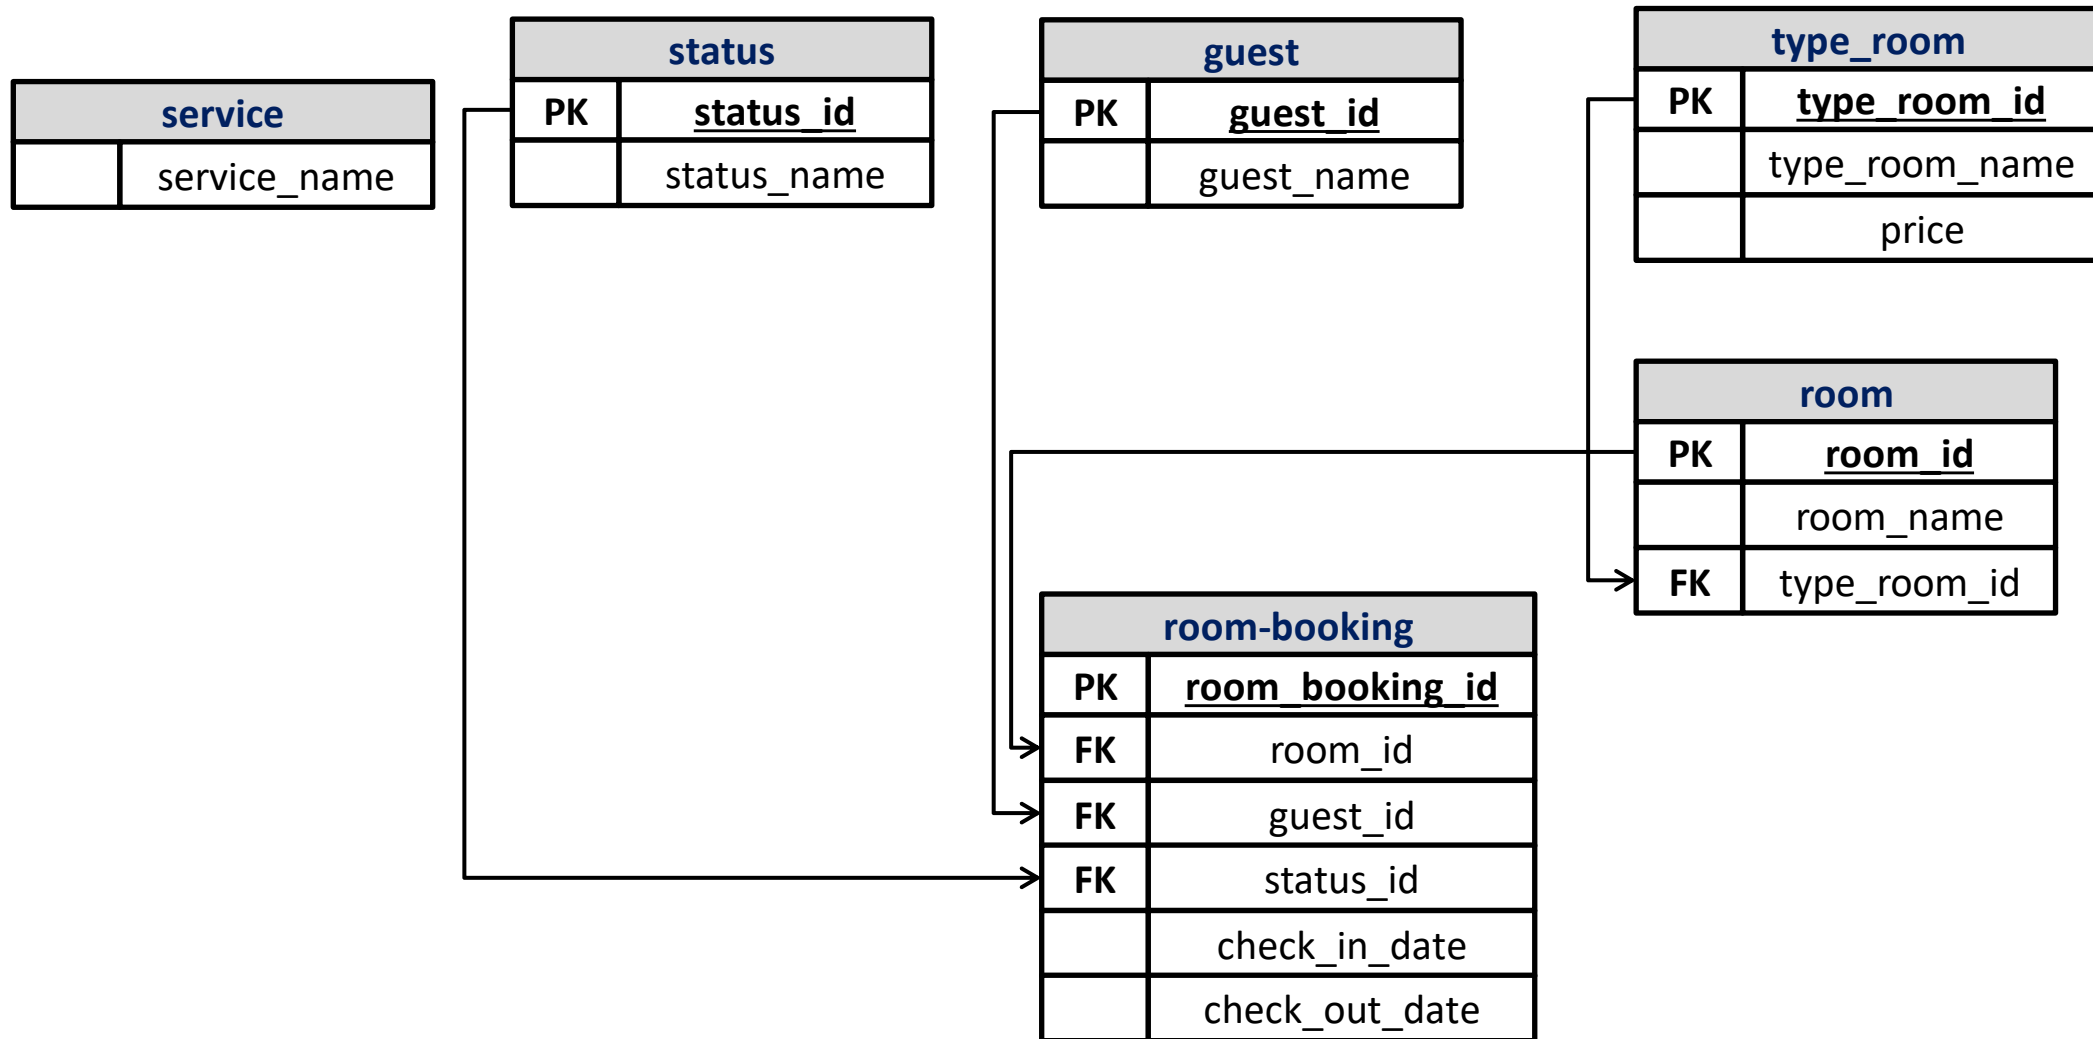 service
service_name
status
PK status_id
status_name
guest
PK guest_id
guest_name
type_room
PK type_room_id
type_room_name
price
room
PK room_id
room_name
FK type_room_id
room-booking
PK room_booking_id
FK room_id
FK guest_id
FK status_id
check_in_date
check_out_date